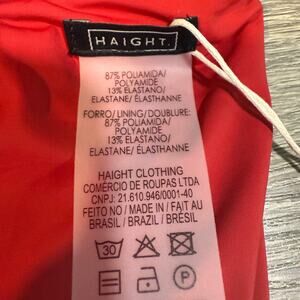 HAIGHT.
87% POLIAMIDA/
POLYAMIDE
13% ELASTANO/
ELASTANE/ ÉLASTHANNE
FORRO/ LINING/ DOUBLURE:
87% POLIAMIDA/
POLYAMIDE
13% ELASTANO/
ELASTANE/ ÉLASTHANNE
HAIGHT CLOTHING
COMÉRCIO DE ROUPAS LTDA
CNPJ: 21.610.946/0001-40
FEITO NO / MADE IN / FAIT AU
BRASIL / BRAZIL / BRÉSIL
30
P